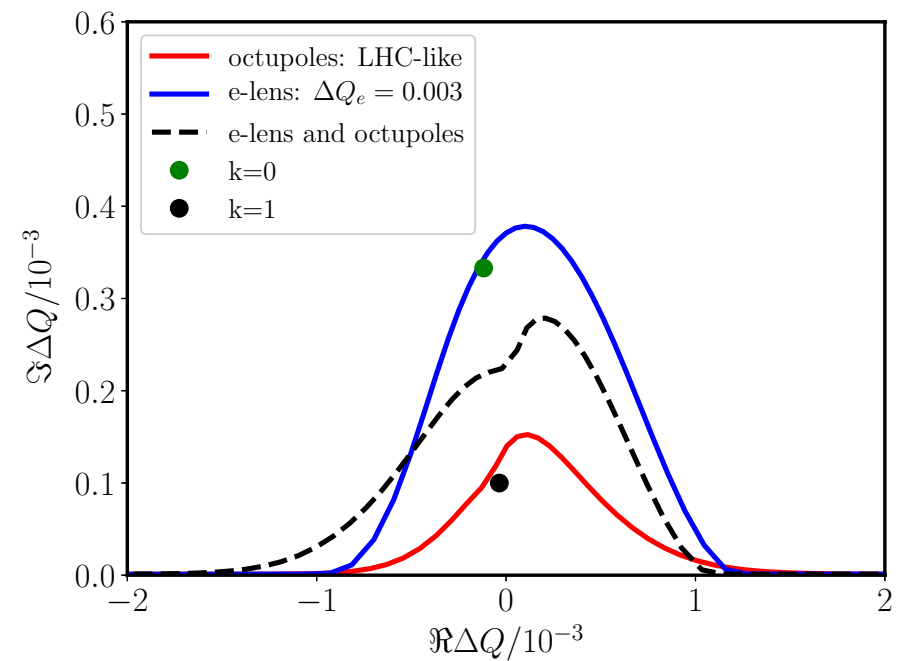 0.6
0.5
0.4
0.3
0.2
0.1
0.0
ℑΔQ/10⁻³
octupoles: LHC-like
e-lens: ΔQₑ = 0.003
e-lens and octupoles
k=0
k=1
−2 −1 0 1 2
ℜΔQ/10⁻³